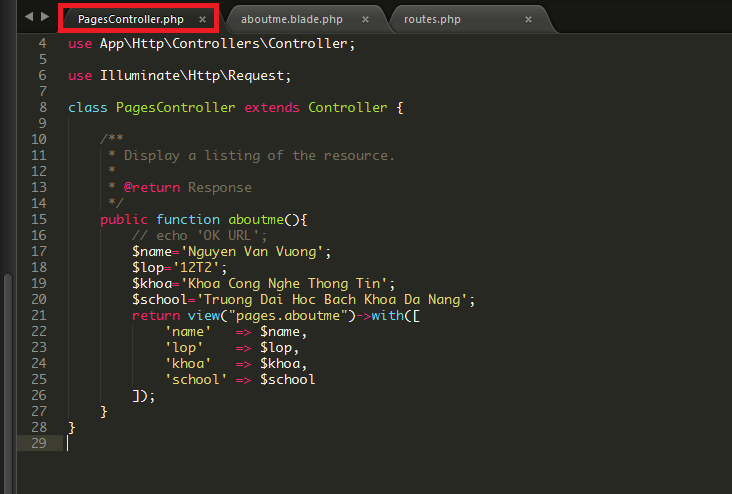 PagesController.php × aboutme.blade.php × routes.php ×
4 use App\Http\Controllers\Controller;
5
6 use Illuminate\Http\Request;
7
8 class PagesController extends Controller {
9
10     /**
11      * Display a listing of the resource.
12      *
13      * @return Response
14      */
15     public function aboutme(){
16         // echo 'OK URL';
17         $name='Nguyen Van Vuong';
18         $lop='12T2';
19         $khoa='Khoa Cong Nghe Thong Tin';
20         $school='Truong Dai Hoc Bach Khoa Da Nang';
21         return view("pages.aboutme")->with([
22             'name'   => $name,
23             'lop'    => $lop,
24             'khoa'   => $khoa,
25             'school' => $school
26         ]);
27     }
28 }
29